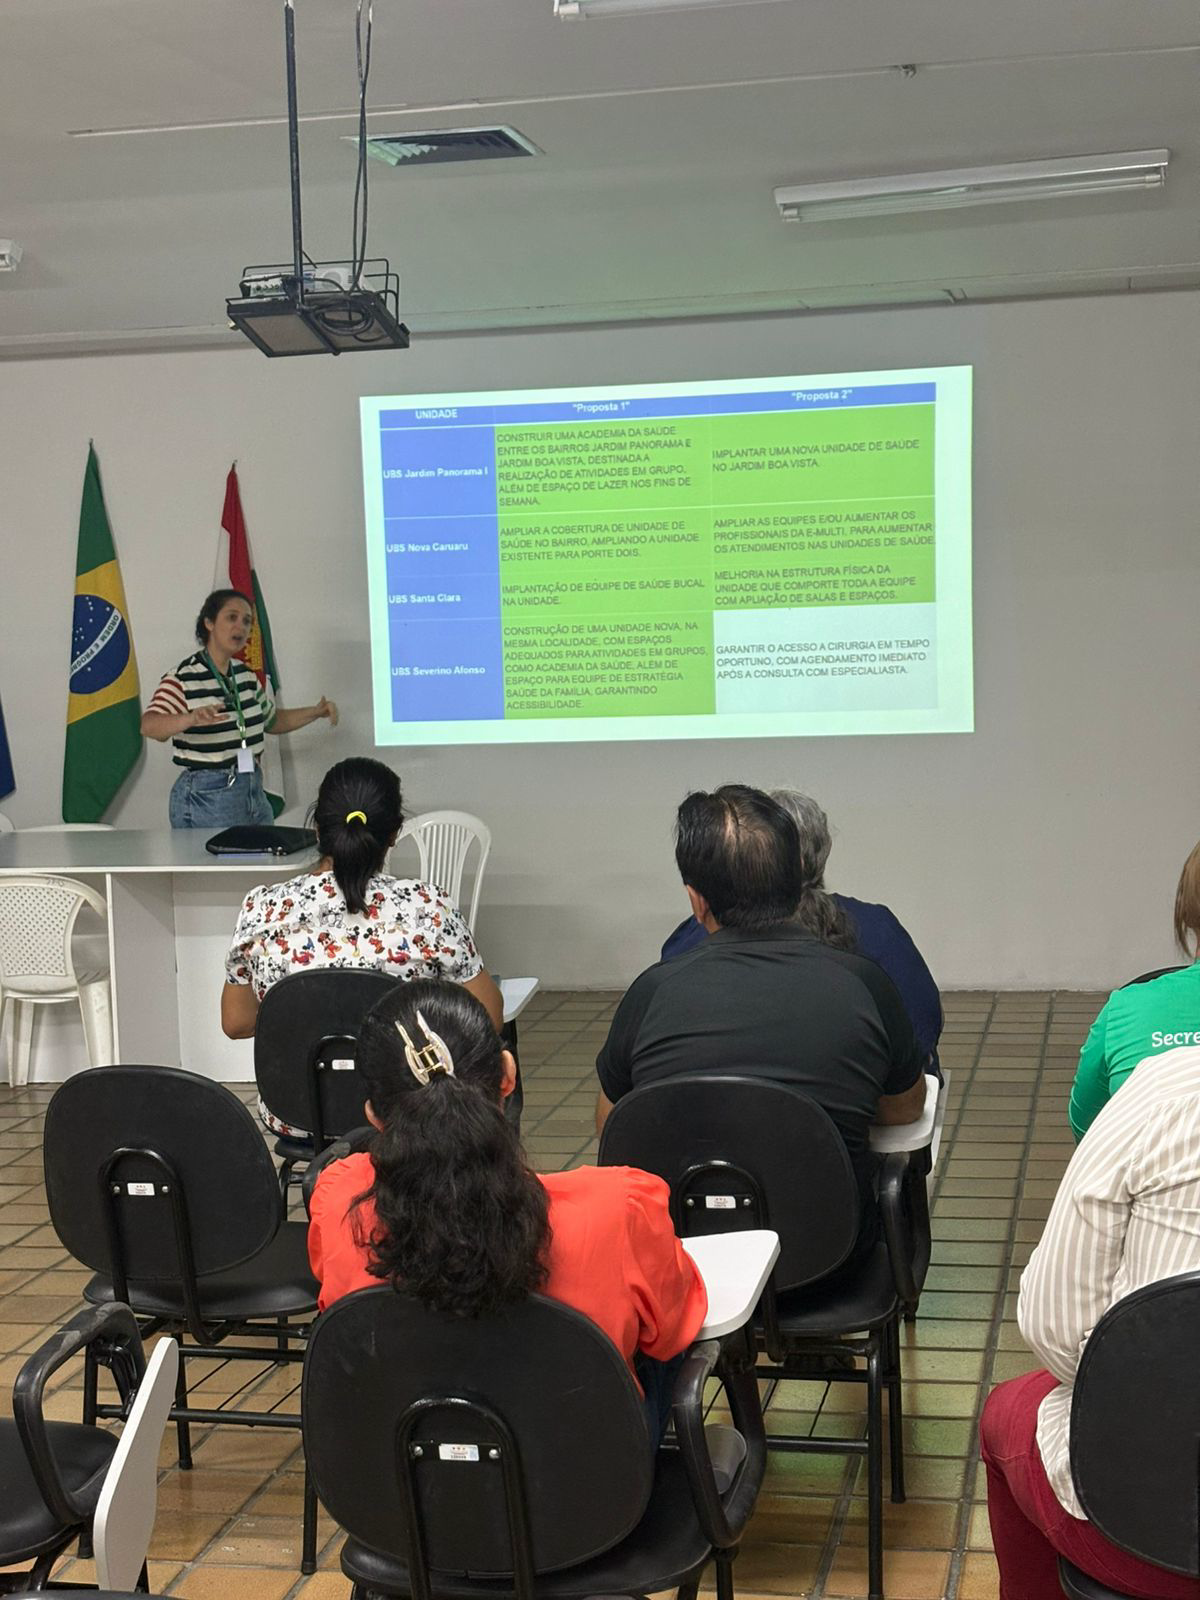 UNIDADE
"Proposta 1"
"Proposta 2"
UBS Jardim Panorama I
CONSTRUIR UMA ACADEMIA DA SAÚDE
ENTRE OS BAIRROS JARDIM PANORAMA E
JARDIM BOA VISTA, DESTINADA A
REALIZAÇÃO DE ATIVIDADES EM GRUPO,
ALÉM DE ESPAÇO DE LAZER NOS FINS DE
SEMANA.
IMPLANTAR UMA NOVA UNIDADE DE SAÚDE
NO JARDIM BOA VISTA.
UBS Nova Caruaru
AMPLIAR A COBERTURA DE UNIDADE DE
SAÚDE NO BAIRRO, AMPLIANDO A UNIDADE
EXISTENTE PARA PORTE DOIS.
AMPLIAR AS EQUIPES E/OU AUMENTAR OS
PROFISSIONAIS DA E-MULTI, PARA AUMENTAR
OS ATENDIMENTOS NAS UNIDADES DE SAÚDE.
UBS Santa Clara
IMPLANTAÇÃO DE EQUIPE DE SAÚDE BUCAL
NA UNIDADE.
MELHORIA NA ESTRUTURA FÍSICA DA
UNIDADE QUE COMPORTE TODA A EQUIPE
COM APLIAÇÃO DE SALAS E ESPAÇOS.
UBS Severino Afonso
CONSTRUÇÃO DE UMA UNIDADE NOVA, NA
MESMA LOCALIDADE, COM ESPAÇOS
ADEQUADOS PARA ATIVIDADES EM GRUPOS,
COMO ACADEMIA DA SAÚDE, ALÉM DE
ESPAÇO PARA EQUIPE DE ESTRATÉGIA
SAÚDE DA FAMÍLIA, GARANTINDO
ACESSIBILIDADE.
GARANTIR O ACESSO A CIRURGIA EM TEMPO
OPORTUNO, COM AGENDAMENTO IMEDIATO
APÓS A CONSULTA COM ESPECIALIASTA.
ORDEM E PROGRE
Secre